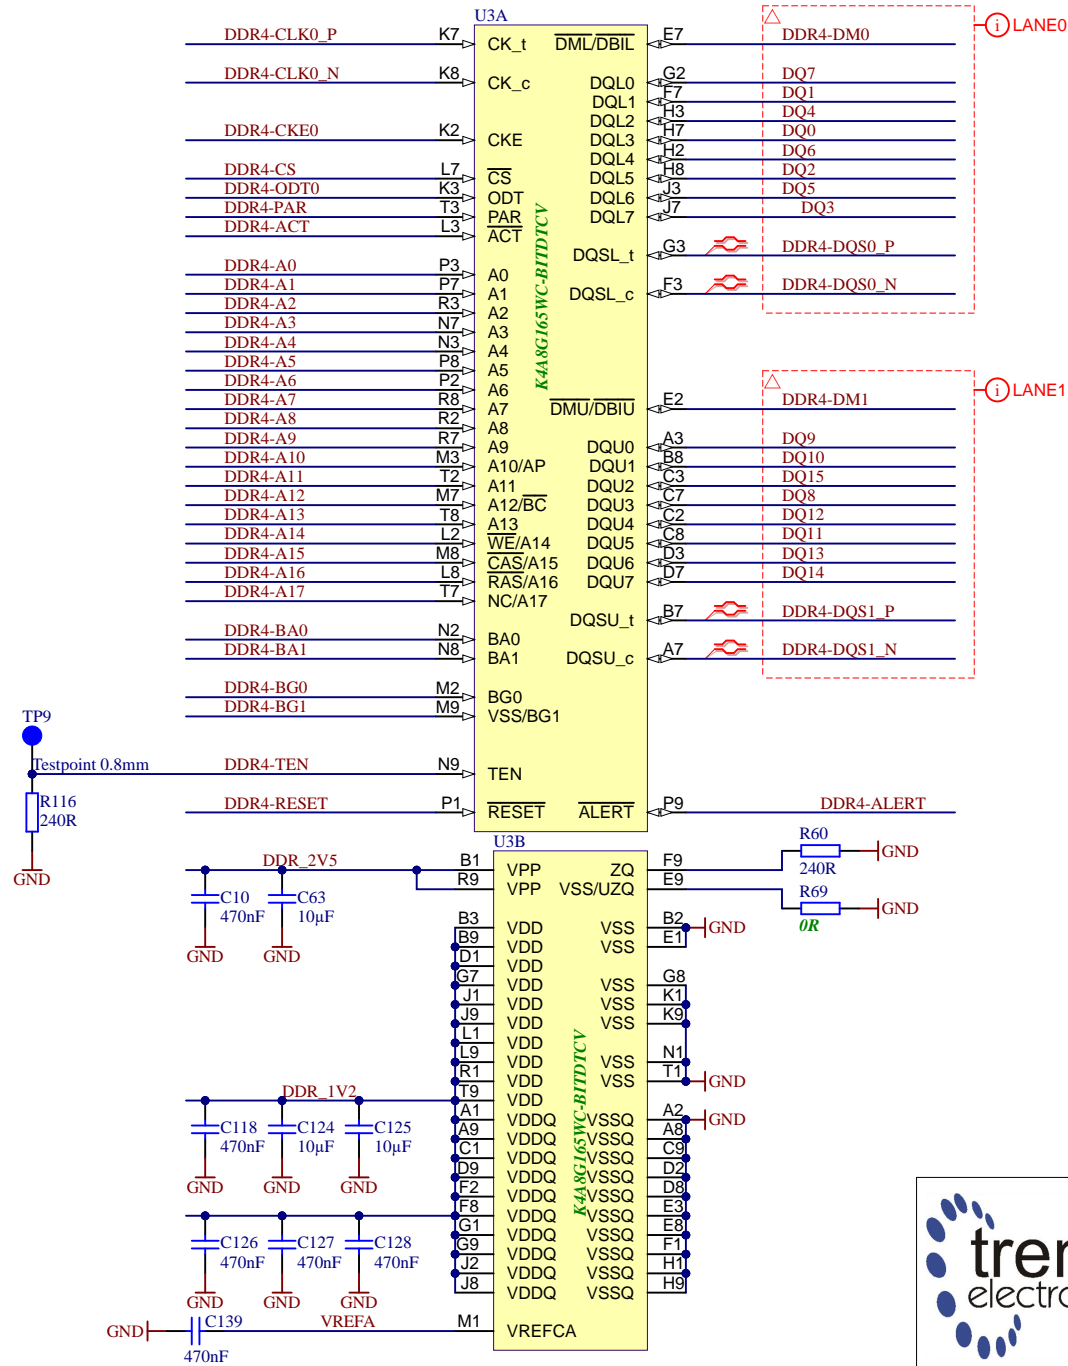 U3A
DDR4-CLK0_P K7 CK_t DML/DBIL E7 DDR4-DM0
LANE0
DDR4-CLK0_N K8 CK_c DQL0 G2 DQ7
DQL1 F7 DQ1
DQL2 H3 DQ4
DDR4-CKE0 K2 CKE DQL3 H7 DQ0
DQL4 H2 DQ6
DDR4-CS L7 CS DQL5 H8 DQ2
DDR4-ODT0 K3 ODT DQL6 J3 DQ5
DDR4-PAR T3 PAR DQL7 J7 DQ3
DDR4-ACT L3 ACT
DQSL_t G3 DDR4-DQS0_P
DDR4-A0 P3 A0
DDR4-A1 P7 A1 DQSL_c F3 DDR4-DQS0_N
DDR4-A2 R3 A2
DDR4-A3 N7 A3
DDR4-A4 N3 A4
DDR4-A5 P8 A5
DDR4-A6 P2 A6
DDR4-A7 R8 A7 DMU/DBIU E2 DDR4-DM1
LANE1
DDR4-A8 R2 A8
DDR4-A9 R7 A9 DQU0 A3 DQ9
DDR4-A10 M3 A10/AP DQU1 B8 DQ10
DDR4-A11 T2 A11 DQU2 C3 DQ15
DDR4-A12 M7 A12/BC DQU3 C7 DQ8
DDR4-A13 T8 A13 DQU4 C2 DQ12
DDR4-A14 L2 WE/A14 DQU5 C8 DQ11
DDR4-A15 M8 CAS/A15 DQU6 D3 DQ13
DDR4-A16 L8 RAS/A16 DQU7 D7 DQ14
DDR4-A17 T7 NC/A17
DQSU_t B7 DDR4-DQS1_P
DDR4-BA0 N2 BA0
DDR4-BA1 N8 BA1 DQSU_c A7 DDR4-DQS1_N
DDR4-BG0 M2 BG0
DDR4-BG1 M9 VSS/BG1
K4A8G165WC-BITDTCV
TP9
Testpoint 0.8mm DDR4-TEN N9 TEN
R116
240R
GND
DDR4-RESET P1 RESET ALERT P9 DDR4-ALERT
U3B
DDR_2V5 B1 VPP ZQ F9
R60
240R
GND
R9 VPP VSS/UZQ E9
R69
0R
GND
C10
470nF
GND
C63
10µF
GND
B3 VDD VSS B2 GND
B9 VDD VSS E1
D1 VDD
G7 VDD VSS G8
J1 VDD VSS K1
J9 VDD VSS K9
L1 VDD
L9 VDD VSS N1
R1 VDD VSS T1 GND
DDR_1V2 T9 VDD
A1 VDDQ VSSQ A2 GND
A9 VDDQ VSSQ A8
C1 VDDQ VSSQ C9
D9 VDDQ VSSQ D2
F2 VDDQ VSSQ D8
F8 VDDQ VSSQ E3
G1 VDDQ VSSQ E8
G9 VDDQ VSSQ F1
J2 VDDQ VSSQ H1
J8 VDDQ VSSQ H9
K4A8G165WC-BITDTCV
C118
470nF
GND
C124
10µF
GND
C125
10µF
GND
C126
470nF
GND
C127
470nF
GND
C128
470nF
GND
GND C139 VREFA M1 VREFCA
470nF
tren
electro